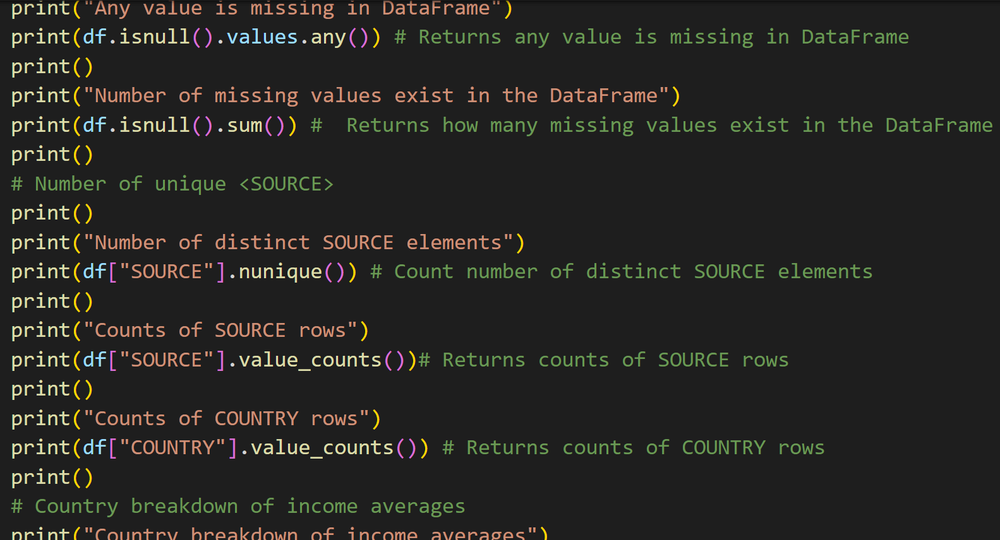 print("Any value is missing in DataFrame")
print(df.isnull().values.any()) # Returns any value is missing in DataFrame
print()
print("Number of missing values exist in the DataFrame")
print(df.isnull().sum()) #  Returns how many missing values exist in the DataFrame
print()
# Number of unique <SOURCE>
print()
print("Number of distinct SOURCE elements")
print(df["SOURCE"].nunique()) # Count number of distinct SOURCE elements
print()
print("Counts of SOURCE rows")
print(df["SOURCE"].value_counts())# Returns counts of SOURCE rows
print()
print("Counts of COUNTRY rows")
print(df["COUNTRY"].value_counts()) # Returns counts of COUNTRY rows
print()
# Country breakdown of income averages
print("Country breakdown of income averages")